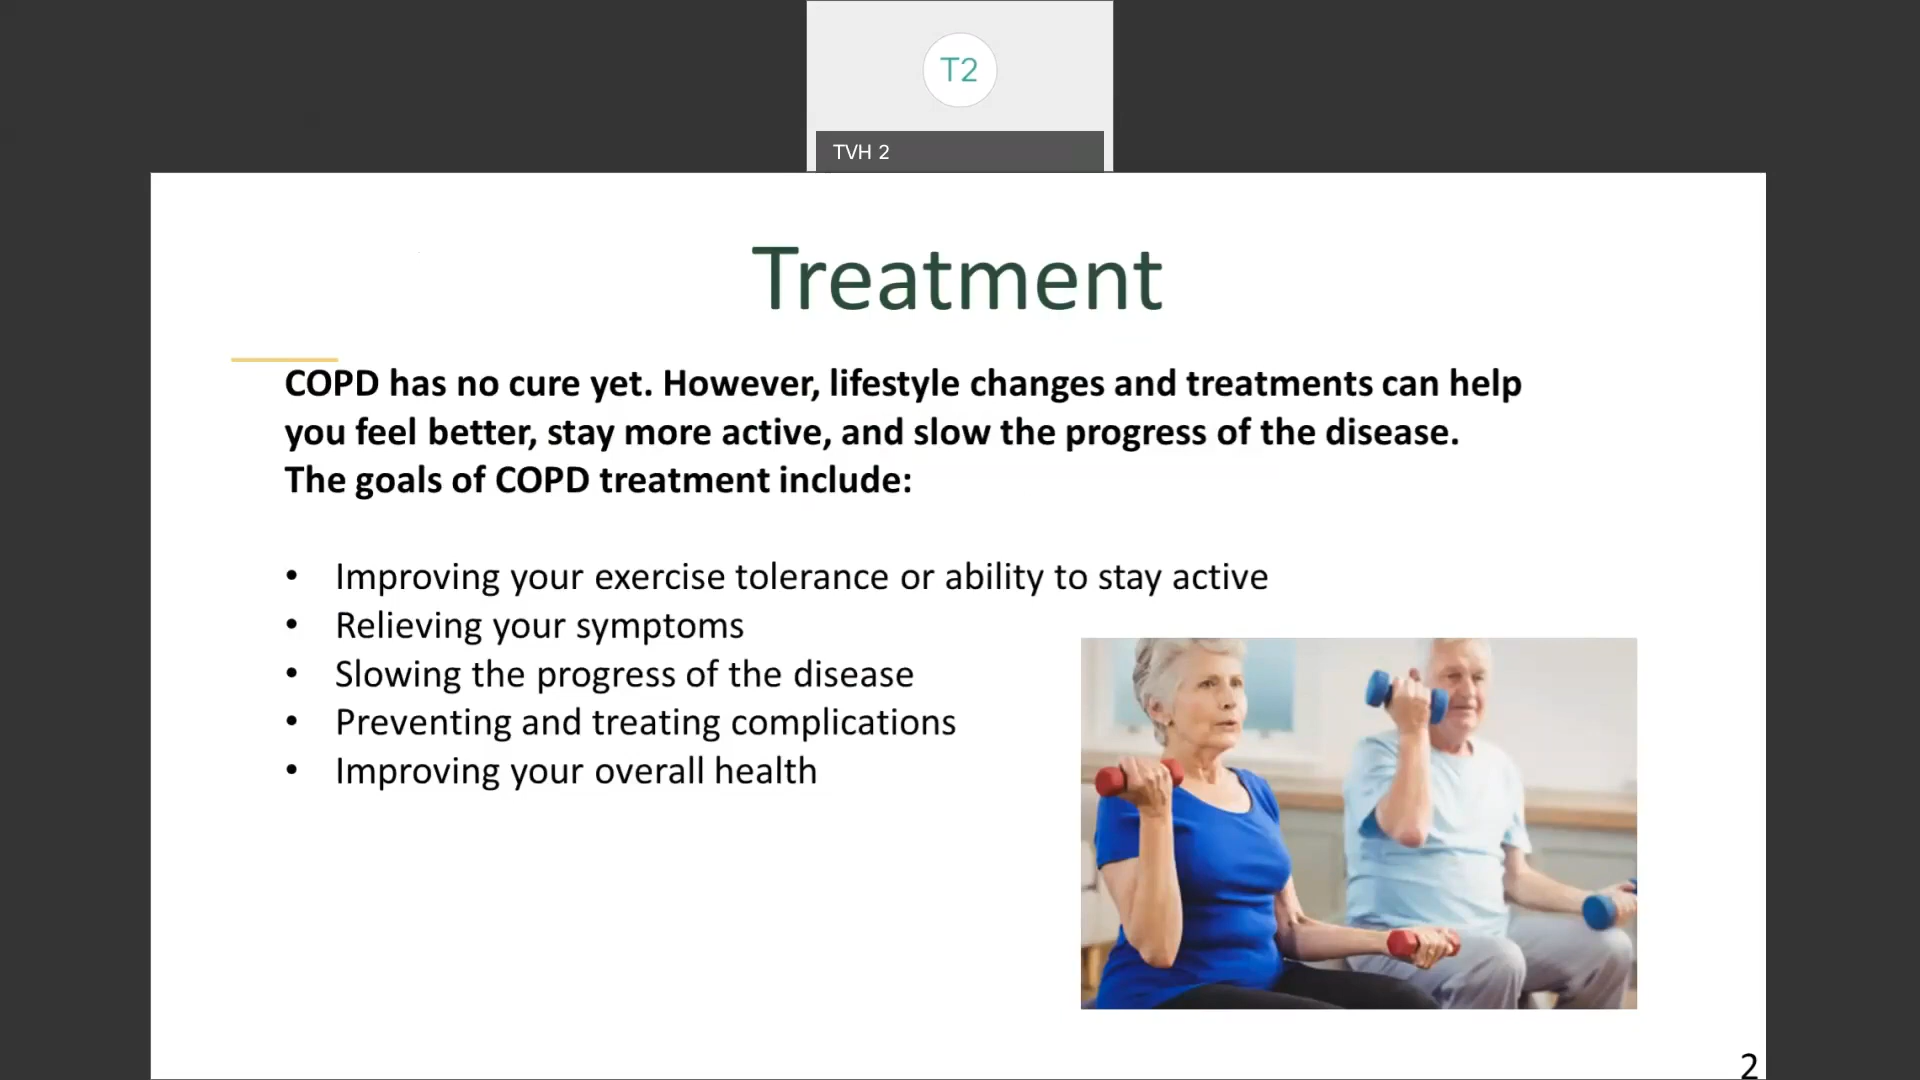 T2
TVH 2
Treatment
COPD has no cure yet. However, lifestyle changes and treatments can help
you feel better, stay more active, and slow the progress of the disease.
The goals of COPD treatment include:
• Improving your exercise tolerance or ability to stay active
• Relieving your symptoms
• Slowing the progress of the disease
• Preventing and treating complications
• Improving your overall health
2